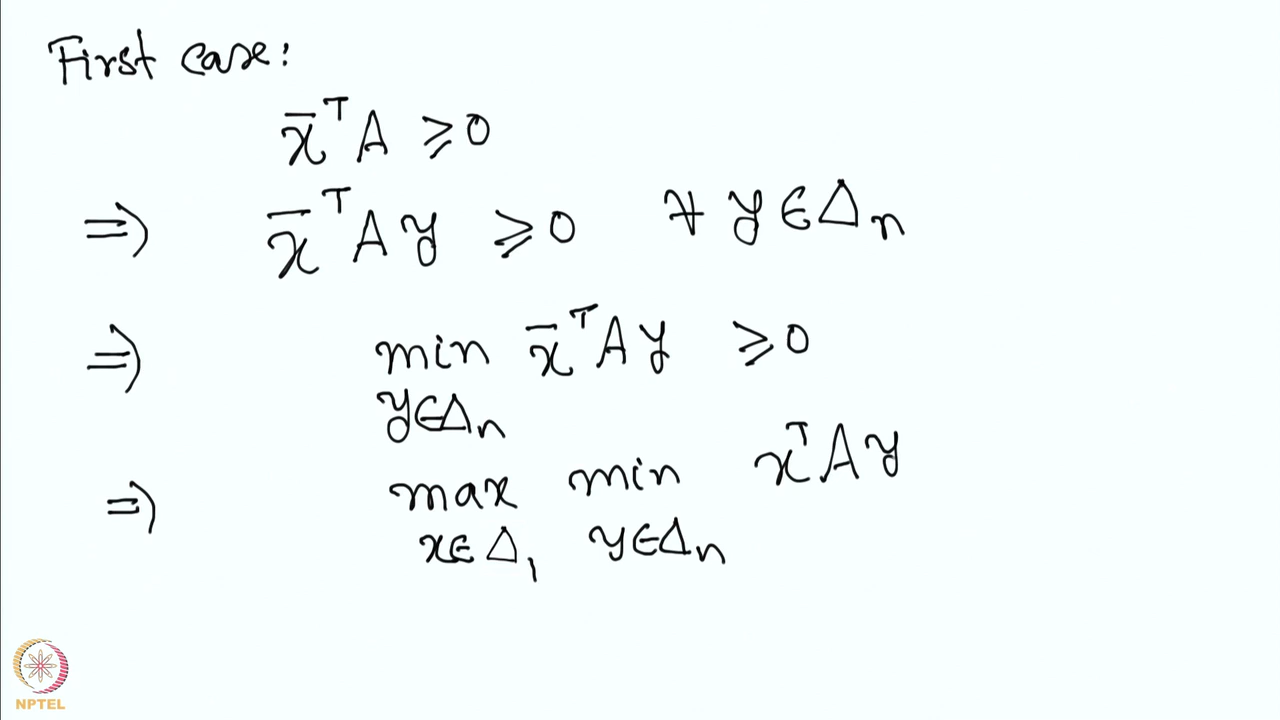 First case:
x̄ᵀA ⩾ 0
⇒ x̄ᵀAy ⩾ 0 ∀ y ∈ Δₙ
⇒ min x̄ᵀAy ⩾ 0
y∈Δₙ
⇒ max min xᵀAy
x∈Δ₁ y∈Δₙ
NPTEL